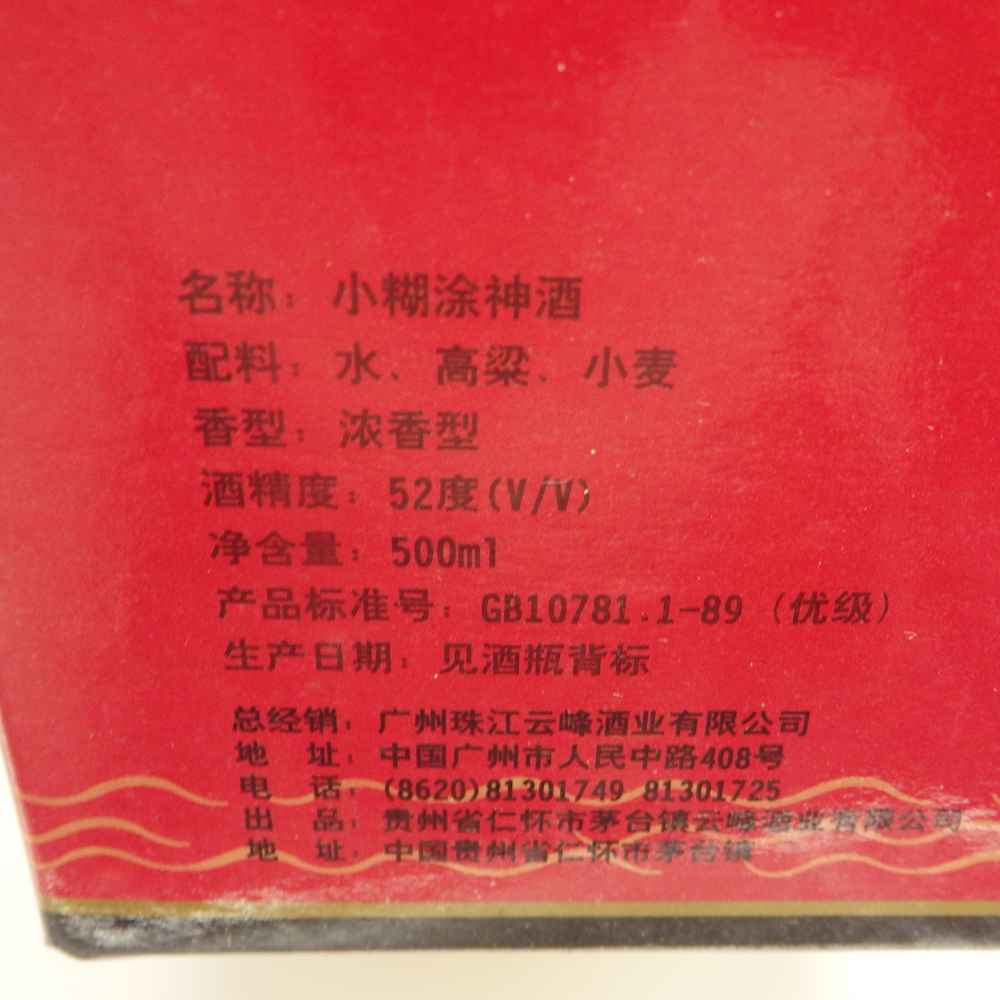 名称：小糊涂神酒
配料：水、高粱、小麦
香型：浓香型
酒精度：52度(V/V)
净含量：500ml
产品标准号：GB10781.1-89（优级）
生产日期：见酒瓶背标
总经销：广州珠江云峰酒业有限公司
地　址：中国广州市人民中路408号
电　话：(8620)81301749 81301725
出　品：贵州省仁怀市茅台镇云峰酒业有限公司
地　址：中国贵州省仁怀市茅台镇